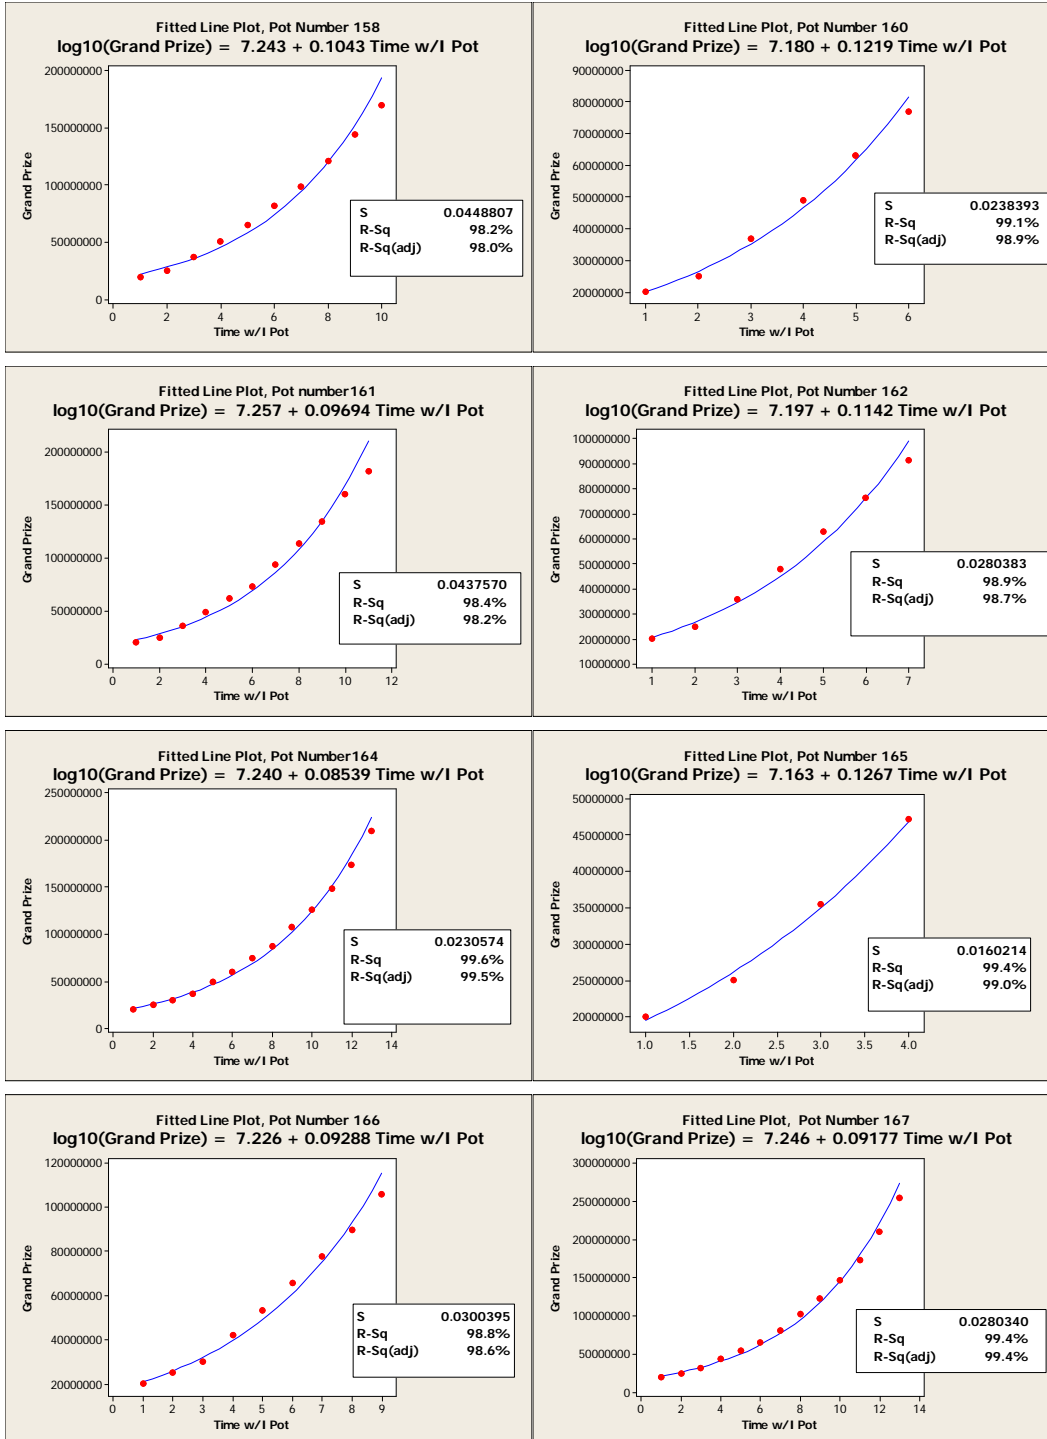 Fitted Line Plot, Pot Number 158
log10(Grand Prize) = 7.243 + 0.1043 Time w/I Pot
200000000
150000000
100000000
50000000
0
Grand Prize
0 2 4 6 8 10
Time w/I Pot
S 0.0448807
R-Sq 98.2%
R-Sq(adj) 98.0%
Fitted Line Plot, Pot Number 160
log10(Grand Prize) = 7.180 + 0.1219 Time w/I Pot
90000000
80000000
70000000
60000000
50000000
40000000
30000000
20000000
Grand Prize
1 2 3 4 5 6
Time w/I Pot
S 0.0238393
R-Sq 99.1%
R-Sq(adj) 98.9%
Fitted Line Plot, Pot number161
log10(Grand Prize) = 7.257 + 0.09694 Time w/I Pot
200000000
150000000
100000000
50000000
0
Grand Prize
0 2 4 6 8 10 12
Time w/I Pot
S 0.0437570
R-Sq 98.4%
R-Sq(adj) 98.2%
Fitted Line Plot, Pot Number 162
log10(Grand Prize) = 7.197 + 0.1142 Time w/I Pot
100000000
90000000
80000000
70000000
60000000
50000000
40000000
30000000
20000000
10000000
Grand Prize
1 2 3 4 5 6 7
Time w/I Pot
S 0.0280383
R-Sq 98.9%
R-Sq(adj) 98.7%
Fitted Line Plot, Pot Number164
log10(Grand Prize) = 7.240 + 0.08539 Time w/I Pot
250000000
200000000
150000000
100000000
50000000
0
Grand Prize
0 2 4 6 8 10 12 14
Time w/I Pot
S 0.0230574
R-Sq 99.6%
R-Sq(adj) 99.5%
Fitted Line Plot, Pot Number 165
log10(Grand Prize) = 7.163 + 0.1267 Time w/I Pot
50000000
45000000
40000000
35000000
30000000
25000000
20000000
Grand Prize
1.0 1.5 2.0 2.5 3.0 3.5 4.0
Time w/I Pot
S 0.0160214
R-Sq 99.4%
R-Sq(adj) 99.0%
Fitted Line Plot, Pot Number 166
log10(Grand Prize) = 7.226 + 0.09288 Time w/I Pot
120000000
100000000
80000000
60000000
40000000
20000000
Grand Prize
0 1 2 3 4 5 6 7 8 9
Time w/I Pot
S 0.0300395
R-Sq 98.8%
R-Sq(adj) 98.6%
Fitted Line Plot, Pot Number 167
log10(Grand Prize) = 7.246 + 0.09177 Time w/I Pot
300000000
250000000
200000000
150000000
100000000
50000000
0
Grand Prize
0 2 4 6 8 10 12 14
Time w/I Pot
S 0.0280340
R-Sq 99.4%
R-Sq(adj) 99.4%